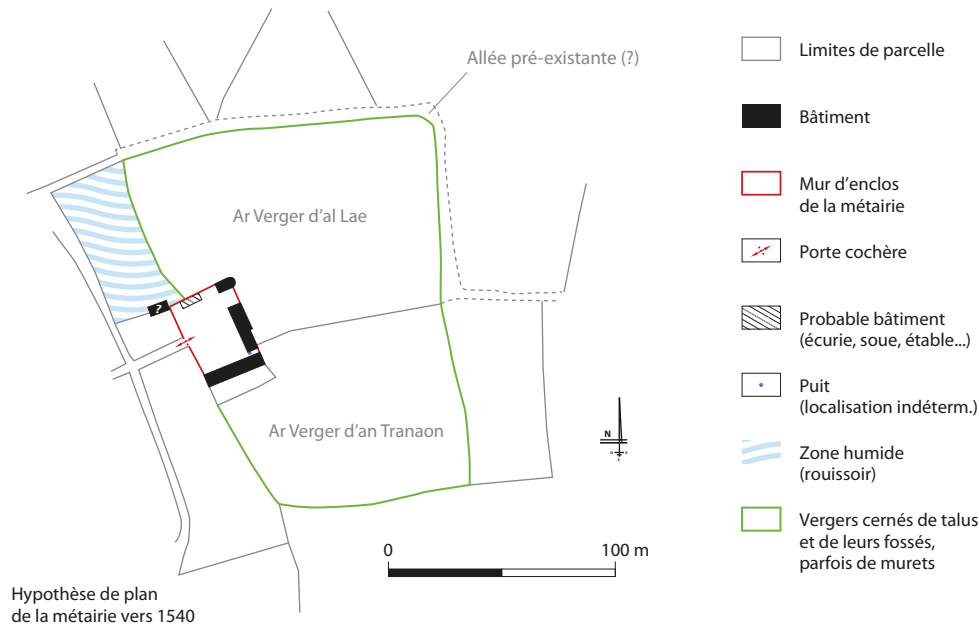 Allée pré-existante (?)
Ar Verger d'al Lae
?
Ar Verger d'an Tranaon
N
0
100 m
Hypothèse de plan
de la métairie vers 1540
Limites de parcelle
Bâtiment
Mur d'enclos
de la métairie
Porte cochère
Probable bâtiment
(écurie, soue, étable...)
Puit
(localisation indéterm.)
Zone humide
(rouissoir)
Vergers cernés de talus
et de leurs fossés,
parfois de murets